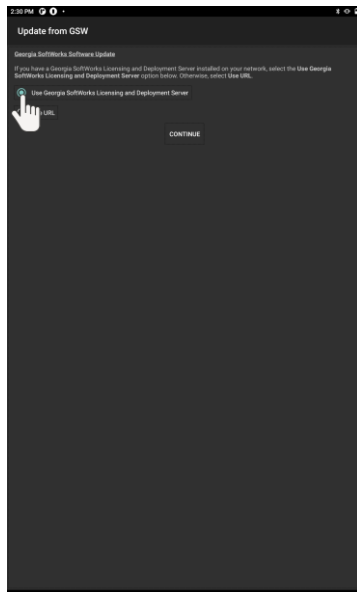 2:30 PM
Update from GSW
Georgia SoftWorks Software Update
If you have a Georgia SoftWorks Licensing and Deployment Server installed on your network, select the Use Georgia
SoftWorks Licensing and Deployment Server option below. Otherwise, select Use URL.
Use Georgia SoftWorks Licensing and Deployment Server
URL
CONTINUE